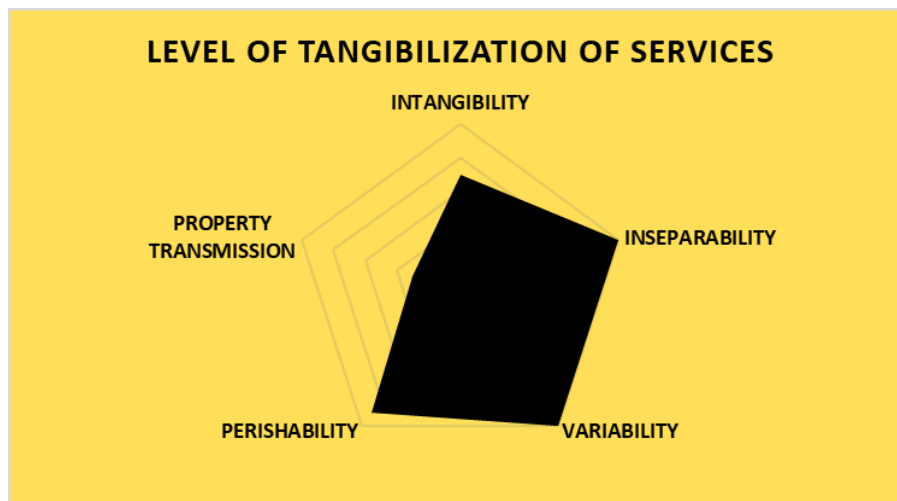 LEVEL OF TANGIBILIZATION OF SERVICES
INTANGIBILITY
PROPERTY
TRANSMISSION
INSEPARABILITY
PERISHABILITY
VARIABILITY